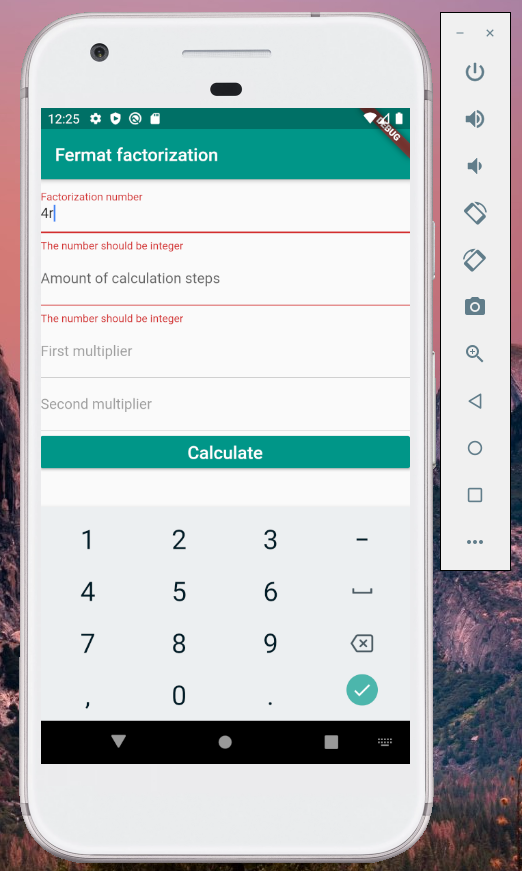 12:25
DEBUG
Fermat factorization
Factorization number
4r
The number should be integer
Amount of calculation steps
The number should be integer
First multiplier
Second multiplier
Calculate
1 2 3 −
4 5 6
7 8 9
, 0 .